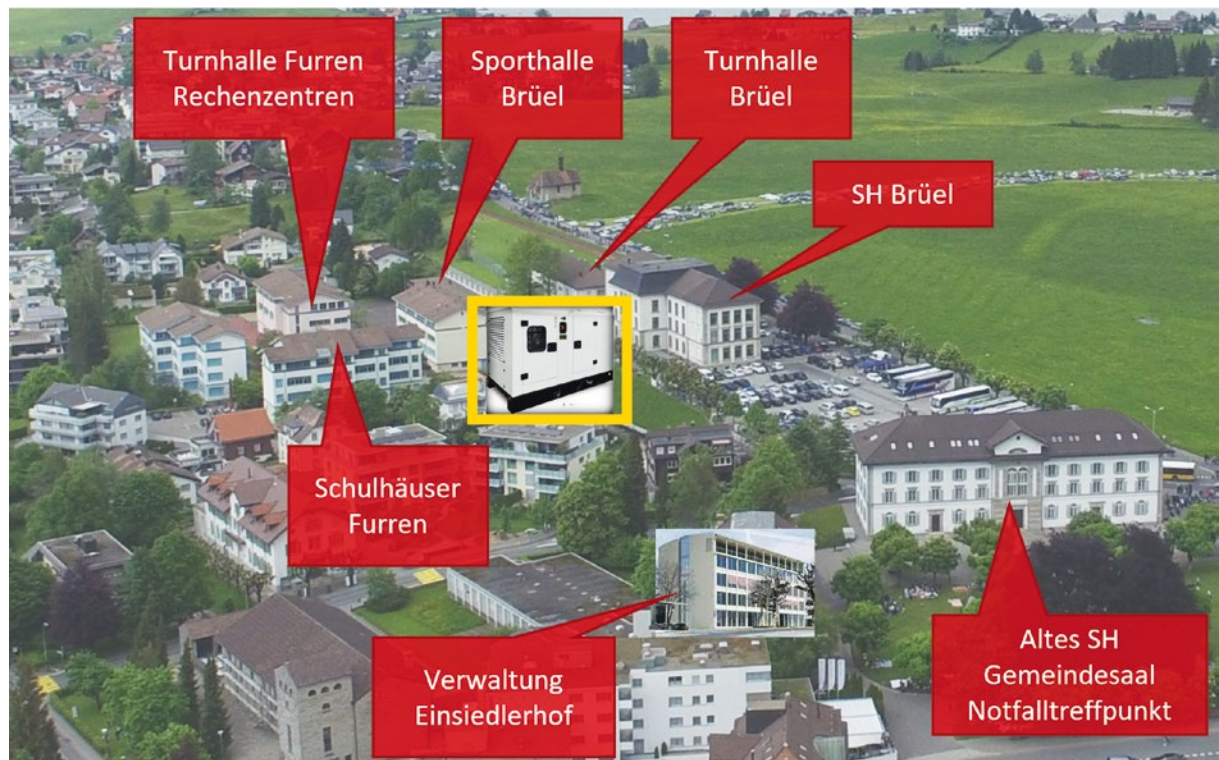 Turnhalle Furren
Rechenzentren
Sporthalle
Brüel
Turnhalle
Brüel
SH Brüel
Schulhäuser
Furren
Verwaltung
Einsiedlerhof
Altes SH
Gemeindesaal
Notfalltreffpunkt